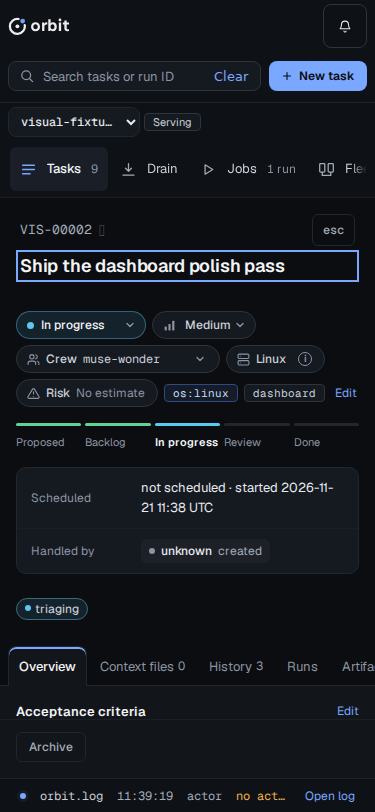 orbit
Search tasks or run ID Clear
+ New task
visual-fixtu… Serving
Tasks 9 Drain Jobs 1 run Fle
VIS-00002 esc
Ship the dashboard polish pass
In progress Medium
Crew muse-wonder Linux
Risk No estimate os:linux dashboard Edit
Proposed Backlog In progress Review Done
Scheduled not scheduled · started 2026-11-
21 11:38 UTC
Handled by unknown created
triaging
Overview Context files 0 History 3 Runs Artifa
Acceptance criteria Edit
Archive
orbit.log 11:39:19 actor no act… Open log